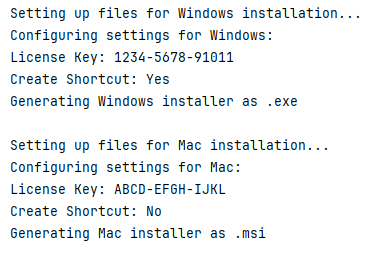 Setting up files for Windows installation...
Configuring settings for Windows:
License Key: 1234-5678-91011
Create Shortcut: Yes
Generating Windows installer as .exe
Setting up files for Mac installation...
Configuring settings for Mac:
License Key: ABCD-EFGH-IJKL
Create Shortcut: No
Generating Mac installer as .msi